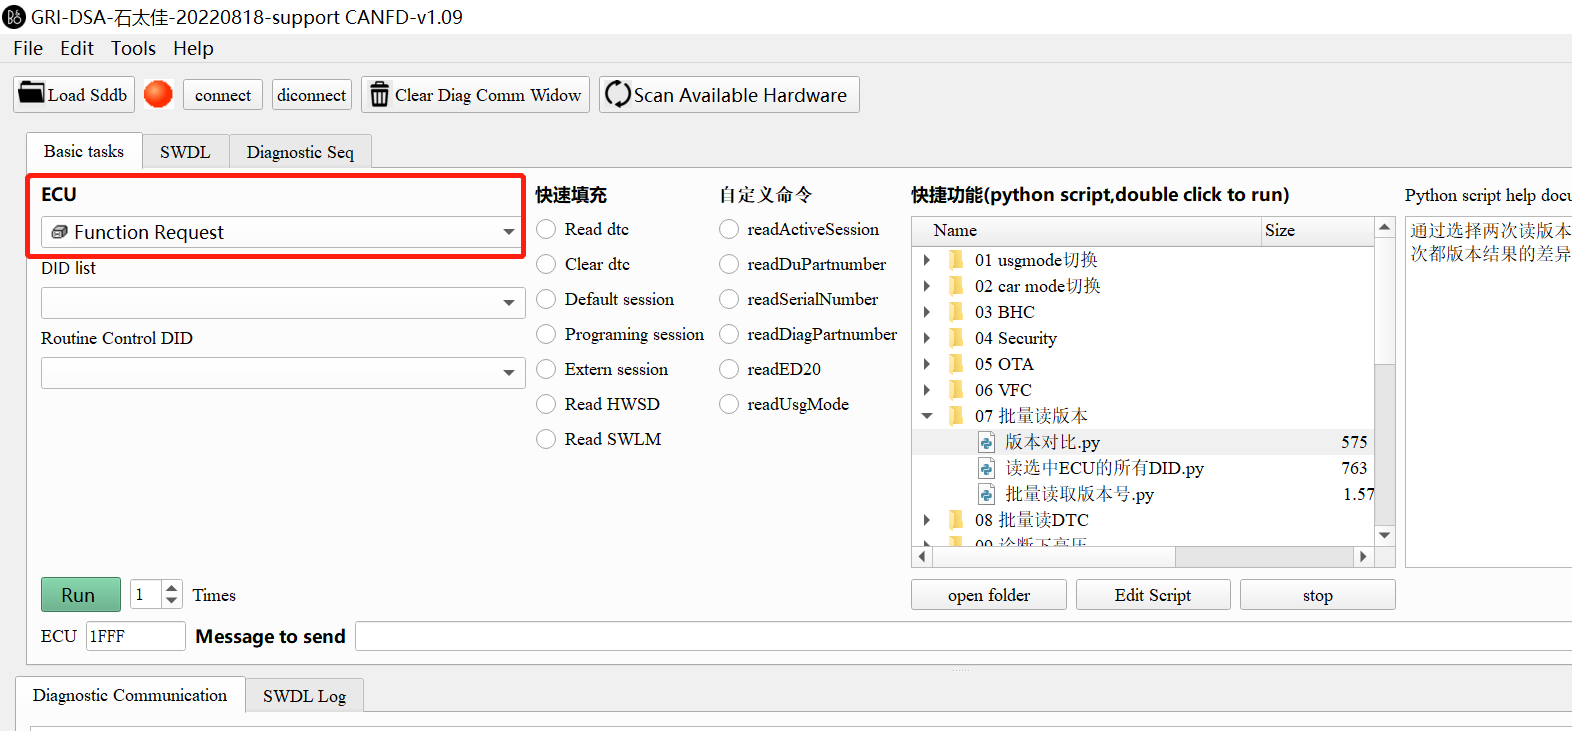 GRI-DSA-石太佳-20220818-support CANFD-v1.09
File Edit Tools Help
Load Sddb connect diconnect Clear Diag Comm Widow Scan Available Hardware
Basic tasks SWDL Diagnostic Seq
ECU
Function Request
DID list
Routine Control DID
快速填充
Read dtc
Clear dtc
Default session
Programing session
Extern session
Read HWSD
Read SWLM
自定义命令
readActiveSession
readDuPartnumber
readSerialNumber
readDiagPartnumber
readED20
readUsgMode
快捷功能(python script,double click to run)
Name Size
01 usgmode切换
02 car mode切换
03 BHC
04 Security
05 OTA
06 VFC
07 批量读版本
版本对比.py 575
读选中ECU的所有DID.py 763
批量读取版本号.py 1.57
08 批量读DTC
09 诊断下高压
open folder Edit Script stop
Python script help docu
通过选择两次读版本
次都版本结果的差异
Run 1 Times
ECU 1FFF Message to send
Diagnostic Communication SWDL Log